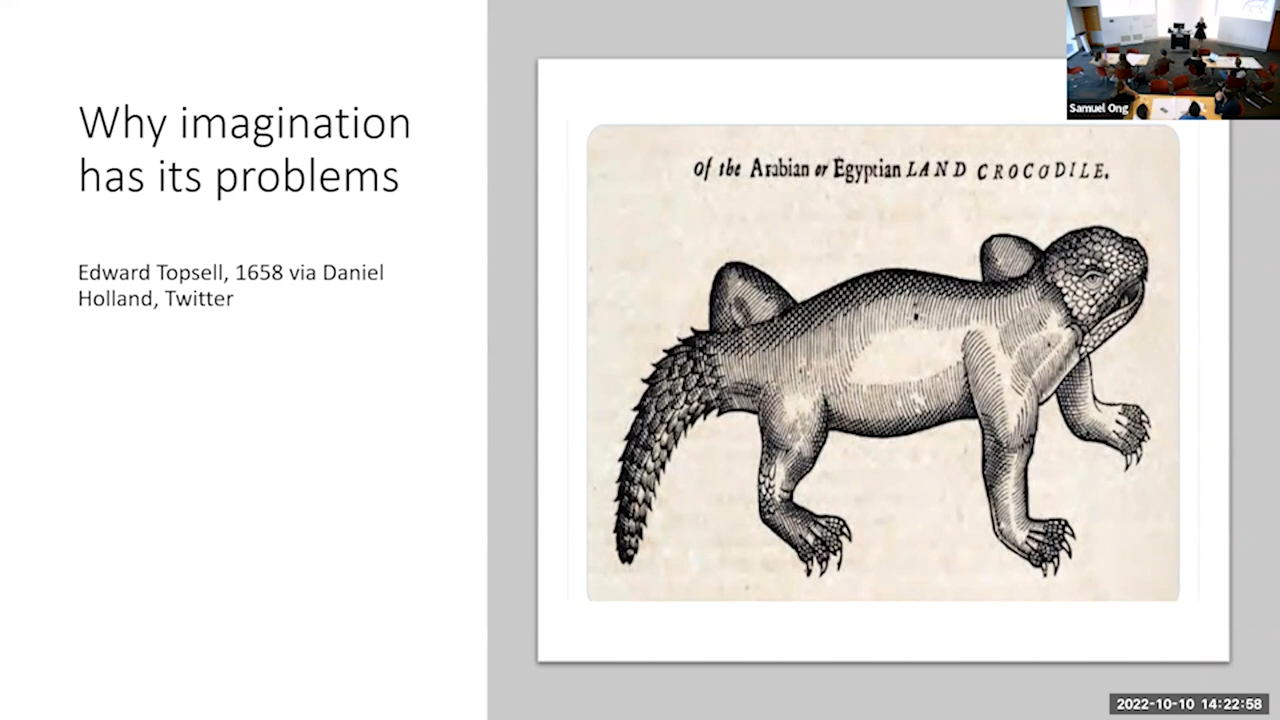 Why imagination
has its problems
Edward Topsell, 1658 via Daniel
Holland, Twitter
Of the Arabian or Egyptian LAND CROCODILE.
Samuel Ong
2022-10-10 14:22:58